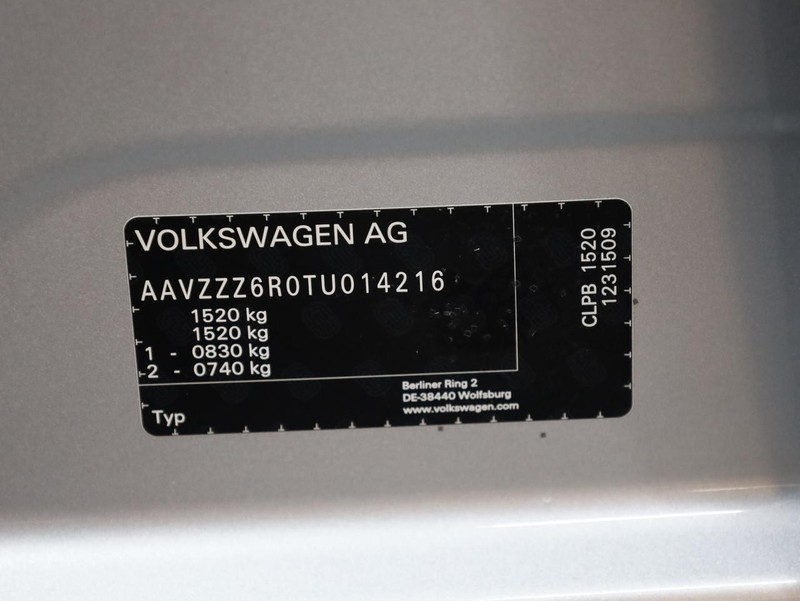 VOLKSWAGEN AG
AAVZZZ6R0TU014216
1520 kg
1520 kg
1 - 0830 kg
2 - 0740 kg
Typ
Berliner Ring 2
DE-38440 Wolfsburg
www.volkswagen.com
CLPB 1520
1231509